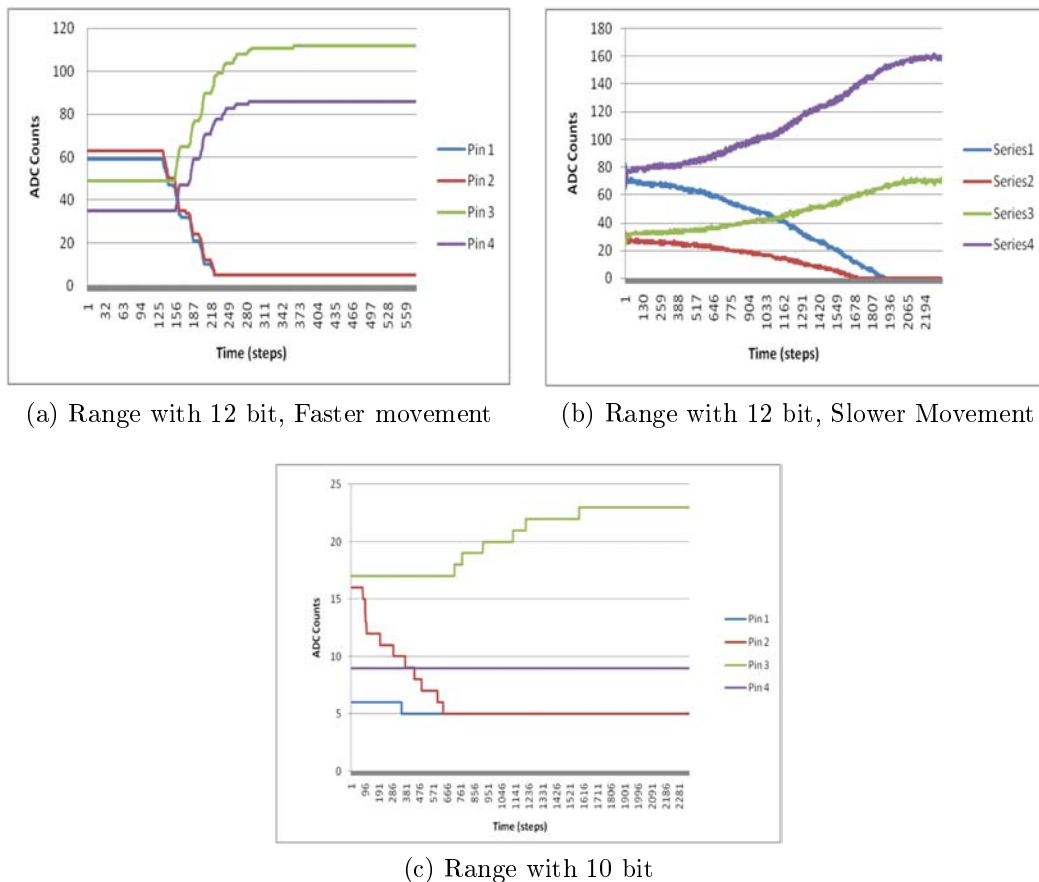 120
100
80
60
40
20
0
ADC Counts
1 32 63 94 125 156 187 218 249 280 311 342 373 404 435 466 497 528 559
Time (steps)
Pin 1
Pin 2
Pin 3
Pin 4
(a) Range with 12 bit, Faster movement
180
160
140
120
100
80
60
40
20
0
ADC Counts
1 130 259 388 517 646 775 904 1033 1162 1291 1420 1549 1678 1807 1936 2065 2194
Time (steps)
Series1
Series2
Series3
Series4
(b) Range with 12 bit, Slower Movement
25
20
15
10
5
0
ADC Counts
1 96 191 286 381 476 571 666 761 856 951 1046 1141 1236 1331 1426 1521 1616 1711 1806 1901 1996 2091 2186 2281
Time (steps)
Pin 1
Pin 2
Pin 3
Pin 4
(c) Range with 10 bit